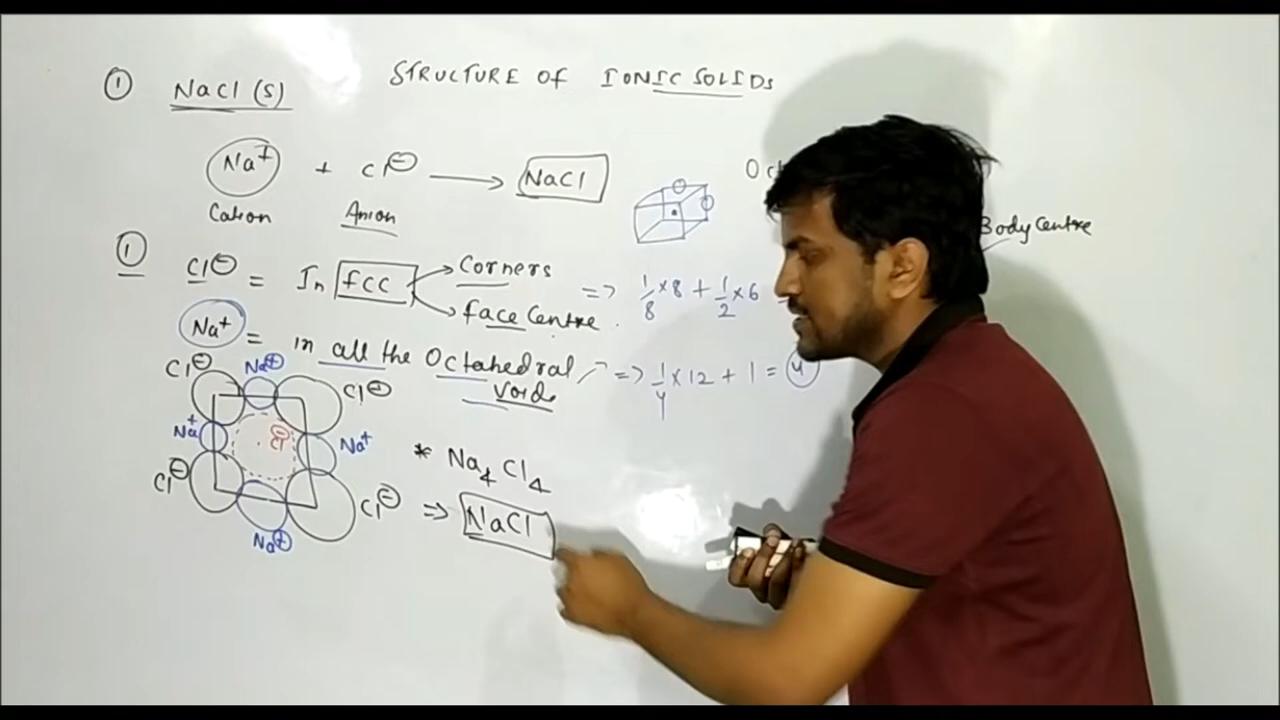 STRUCTURE OF IONIC SOLIDS
① NaCl (s)
Na⁺ + Cl⊖ ⟶ NaCl
Cation Anion
Body Centre
① Cl⊖ = In fcc → Corners ⇒ 1/8 × 8 + 1/2 × 6
→ face Centre.
Na⁺ = in all the Octahedral ⇒ 1/4 × 12 + 1 = 4
Voids
Cl⊖ Na⊕ Cl⊖
Na⁺ Cl⊖ Na⁺
Cl⊖ Na⊕ Cl⊖
* Na₄ Cl₄
⇒ NaCl